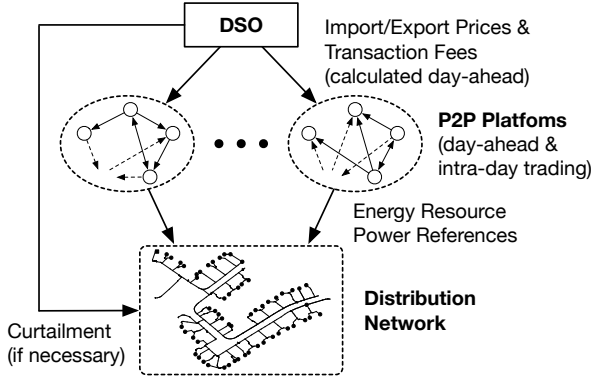 DSO
Import/Export Prices &
Transaction Fees
(calculated day-ahead)
P2P Platfoms
(day-ahead &
intra-day trading)
Energy Resource
Power References
Distribution
Network
Curtailment
(if necessary)